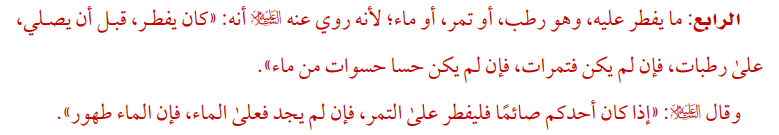 الرابع: ما يفطر عليه، وهو رطب، أو تمر، أو ماء؛ لأنه روي عنه ﷺ أنه: «كان يفطر، قبل أن يصلي،
علىٰ رطبات، فإن لم يكن فتمرات، فإن لم يكن حسا حسوات من ماء».
وقال ﷺ: «إذا كان أحدكم صائمًا فليفطر علىٰ التمر، فإن لم يجد فعلىٰ الماء، فإن الماء طهور».